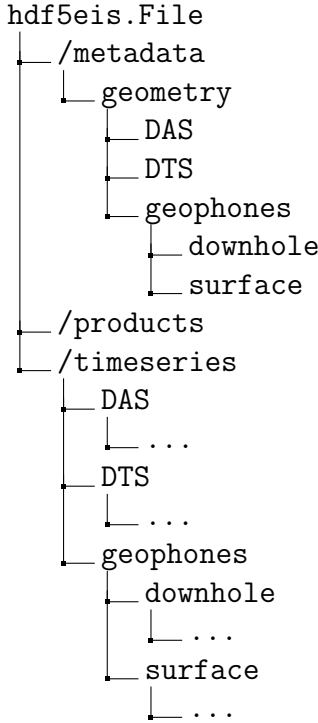 hdf5eis.File
/metadata
geometry
DAS
DTS
geophones
downhole
surface
/products
/timeseries
DAS
...
DTS
...
geophones
downhole
...
surface
...